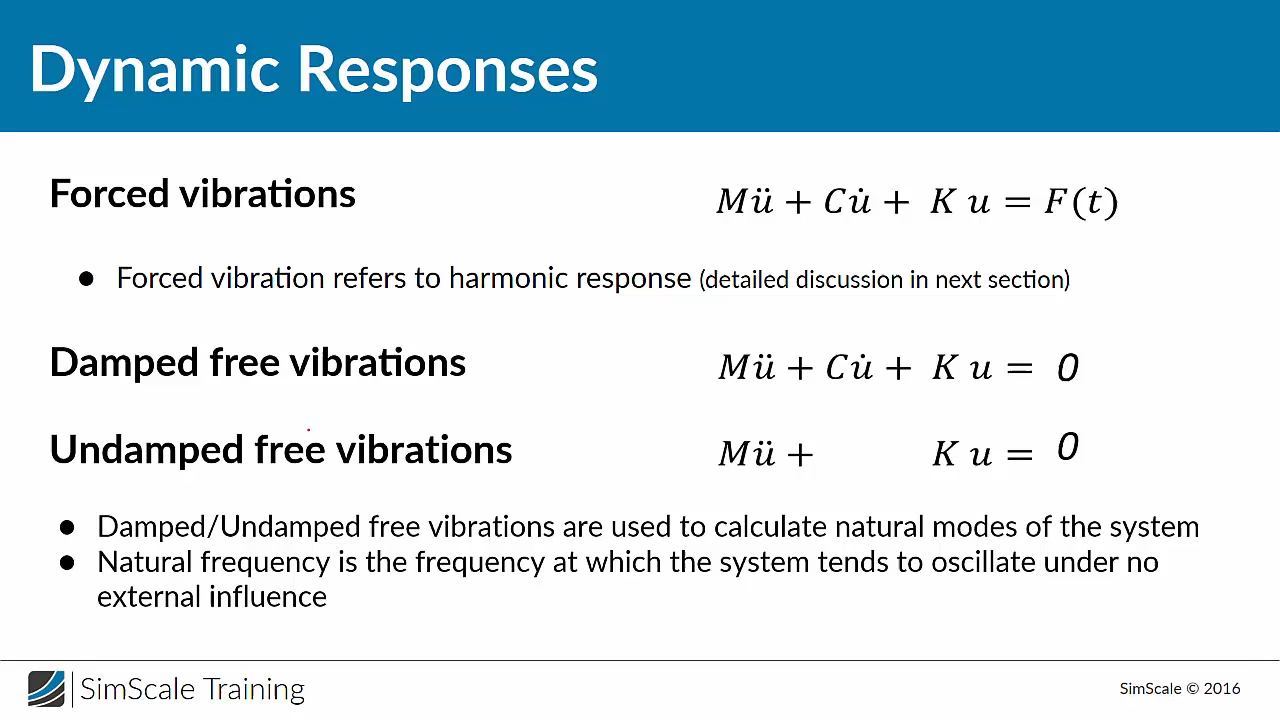 Dynamic Responses
Forced vibrations
Mü + Cu̇ + K u = F(t)
● Forced vibration refers to harmonic response (detailed discussion in next section)
Damped free vibrations
Mü + Cu̇ + K u = 0
Undamped free vibrations
Mü + K u = 0
● Damped/Undamped free vibrations are used to calculate natural modes of the system
● Natural frequency is the frequency at which the system tends to oscillate under no
external influence
SimScale Training
SimScale © 2016